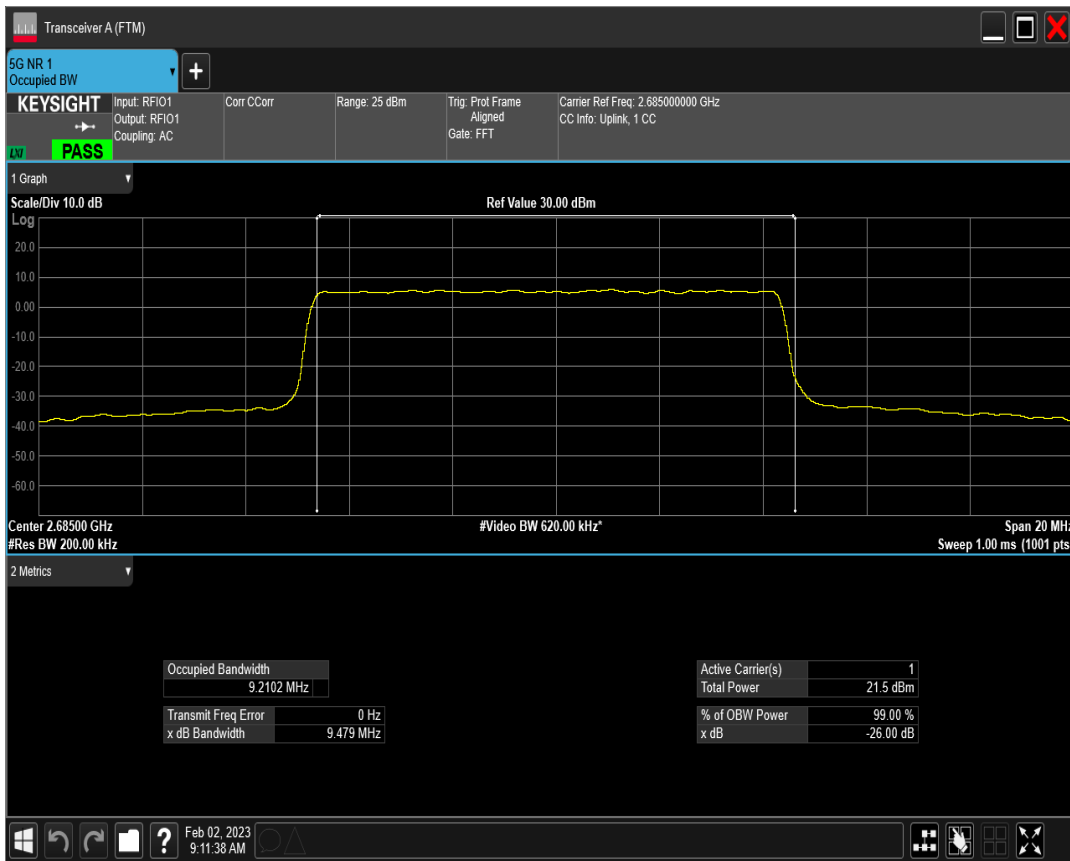 Transceiver A (FTM)
5G NR 1
Occupied BW
+
KEYSIGHT
LXI
PASS
Input: RFIO1
Output: RFIO1
Coupling: AC
Corr CCorr
Range: 25 dBm
Trig: Prot Frame
Aligned
Gate: FFT
Carrier Ref Freq: 2.685000000 GHz
CC Info: Uplink, 1 CC
1 Graph
Scale/Div 10.0 dB
Ref Value 30.00 dBm
Log
20.0
10.0
0.00
-10.0
-20.0
-30.0
-40.0
-50.0
-60.0
Center 2.68500 GHz
#Video BW 620.00 kHz*
Span 20 MHz
#Res BW 200.00 kHz
Sweep 1.00 ms (1001 pts
2 Metrics
Occupied Bandwidth
9.2102 MHz
Transmit Freq Error 0 Hz
x dB Bandwidth 9.479 MHz
Active Carrier(s) 1
Total Power 21.5 dBm
% of OBW Power 99.00 %
x dB -26.00 dB
?
Feb 02, 2023
9:11:38 AM